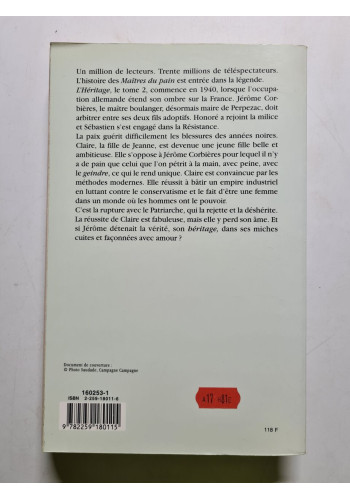 Un million de lecteurs. Trente millions de téléspectateurs.
L'histoire des Maîtres du pain est entrée dans la légende.
L'Héritage, le tome 2, commence en 1940, lorsque l'occupa-
tion allemande étend son ombre sur la France. Jérôme Cor-
bières, le maître boulanger, désormais maire de Perpezac, doit
arbitrer entre ses deux fils adoptifs. Honoré a rejoint la milice
et Sébastien s'est engagé dans la Résistance.
La paix guérit difficilement les blessures des années noires.
Claire, la fille de Jeanne, est devenue une jeune fille belle et
ambitieuse. Elle s'oppose à Jérôme Corbières pour lequel il n'y
a de pain que celui que l'on pétrit à la main, avec peine, avec
le geindre, ce qui le rend unique. Claire est convaincue par les
méthodes modernes. Elle réussit à bâtir un empire industriel
en luttant contre le conservatisme et le fait d'être une femme
dans un monde où les hommes ont le pouvoir.
C'est la rupture avec le Patriarche, qui la rejette et la déshérite.
La réussite de Claire est fabuleuse, mais elle y perd son âme. Et
si Jérôme détenait la vérité, son héritage, dans ses miches
cuites et façonnées avec amour ?
Document de couverture :
© Photo Sundade, Campagne Campagne
160253-1
ISBN 2-259-18011-6
9 782259 180115
119 F